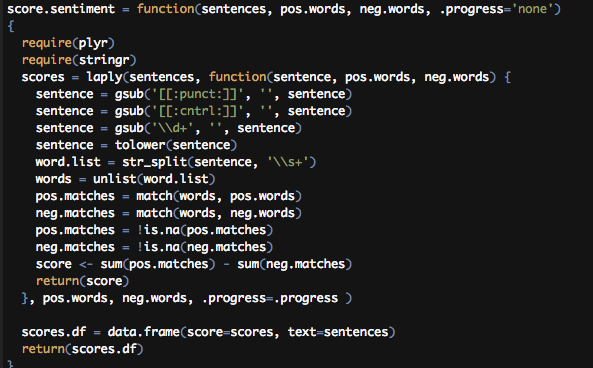 score.sentiment = function(sentences, pos.words, neg.words, .progress='none')
{
  require(plyr)
  require(stringr)
  scores = laply(sentences, function(sentence, pos.words, neg.words) {
    sentence = gsub('[[:punct:]]', '', sentence)
    sentence = gsub('[[:cntrl:]]', '', sentence)
    sentence = gsub('\\d+', '', sentence)
    sentence = tolower(sentence)
    word.list = str_split(sentence, '\\s+')
    words = unlist(word.list)
    pos.matches = match(words, pos.words)
    neg.matches = match(words, neg.words)
    pos.matches = !is.na(pos.matches)
    neg.matches = !is.na(neg.matches)
    score <- sum(pos.matches) - sum(neg.matches)
    return(score)
  }, pos.words, neg.words, .progress=.progress )

  scores.df = data.frame(score=scores, text=sentences)
  return(scores.df)
}